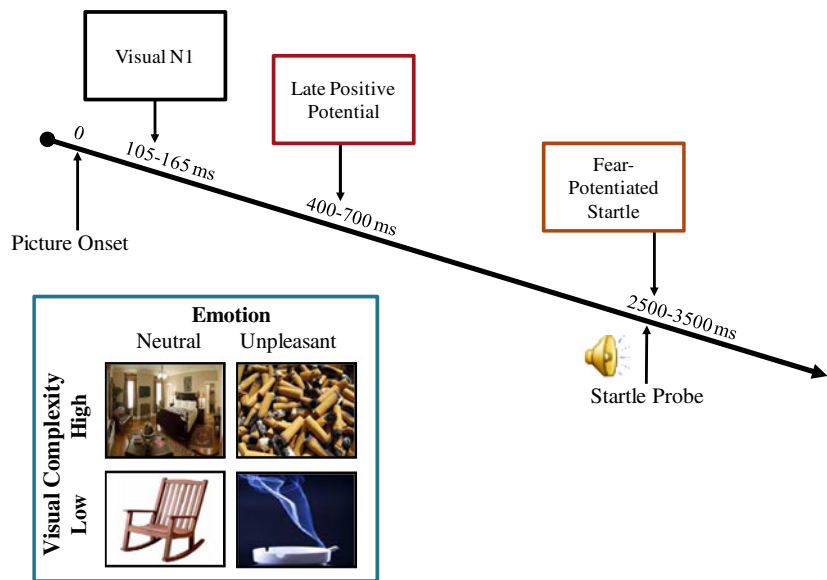 Visual N1
Late Positive
Potential
0
105-165 ms
Fear-
Potentiated
Startle
400-700 ms
Picture Onset
2500-3500 ms
Startle Probe
Emotion
Neutral Unpleasant
Visual Complexity
High
Low